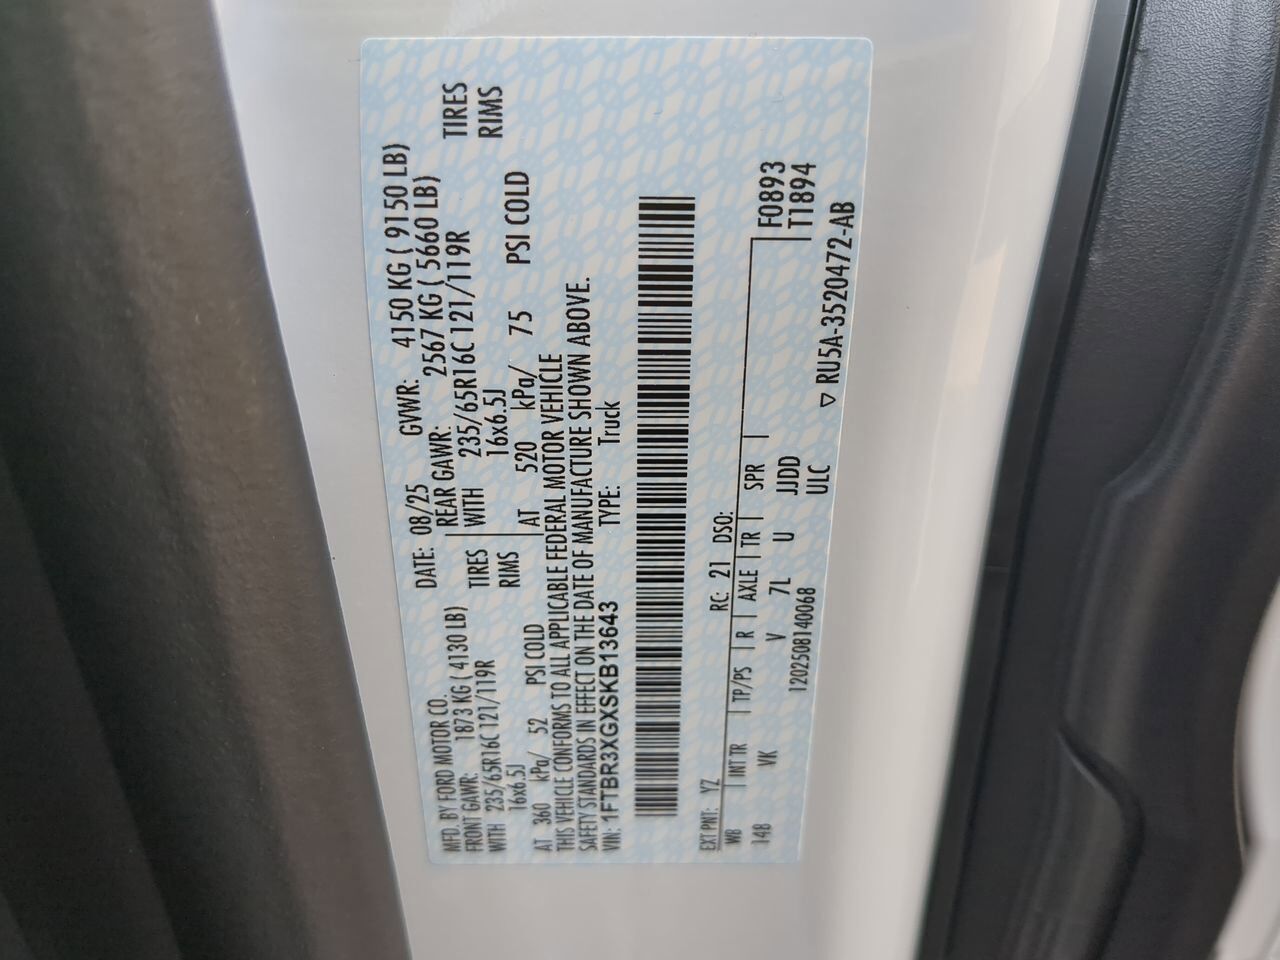 MFD. BY FORD MOTOR CO.
DATE: 08/25 GVWR: 4150 KG ( 9150 LB)
FRONT GAWR: 1873 KG ( 4130 LB) REAR GAWR: 2567 KG ( 5660 LB)
WITH 235/65R16C 121/119R TIRES WITH 235/65R16C 121/119R TIRES
16x6.5J RIMS 16x6.5J RIMS
AT 360 kPa/ 52 PSI COLD AT 520 kPa/ 75 PSI COLD
THIS VEHICLE CONFORMS TO ALL APPLICABLE FEDERAL MOTOR VEHICLE
SAFETY STANDARDS IN EFFECT ON THE DATE OF MANUFACTURE SHOWN ABOVE.
VIN: 1FTBR3XGXSKB13643 TYPE: Truck
EXT PNT: YZ RC: 21 DSO:
WB INT TR TP/PS R AXLE TR SPR F0893
148 VK V 7L U JJDD T1894
1202508140068 ULC ▽ RU5A-3520472-AB